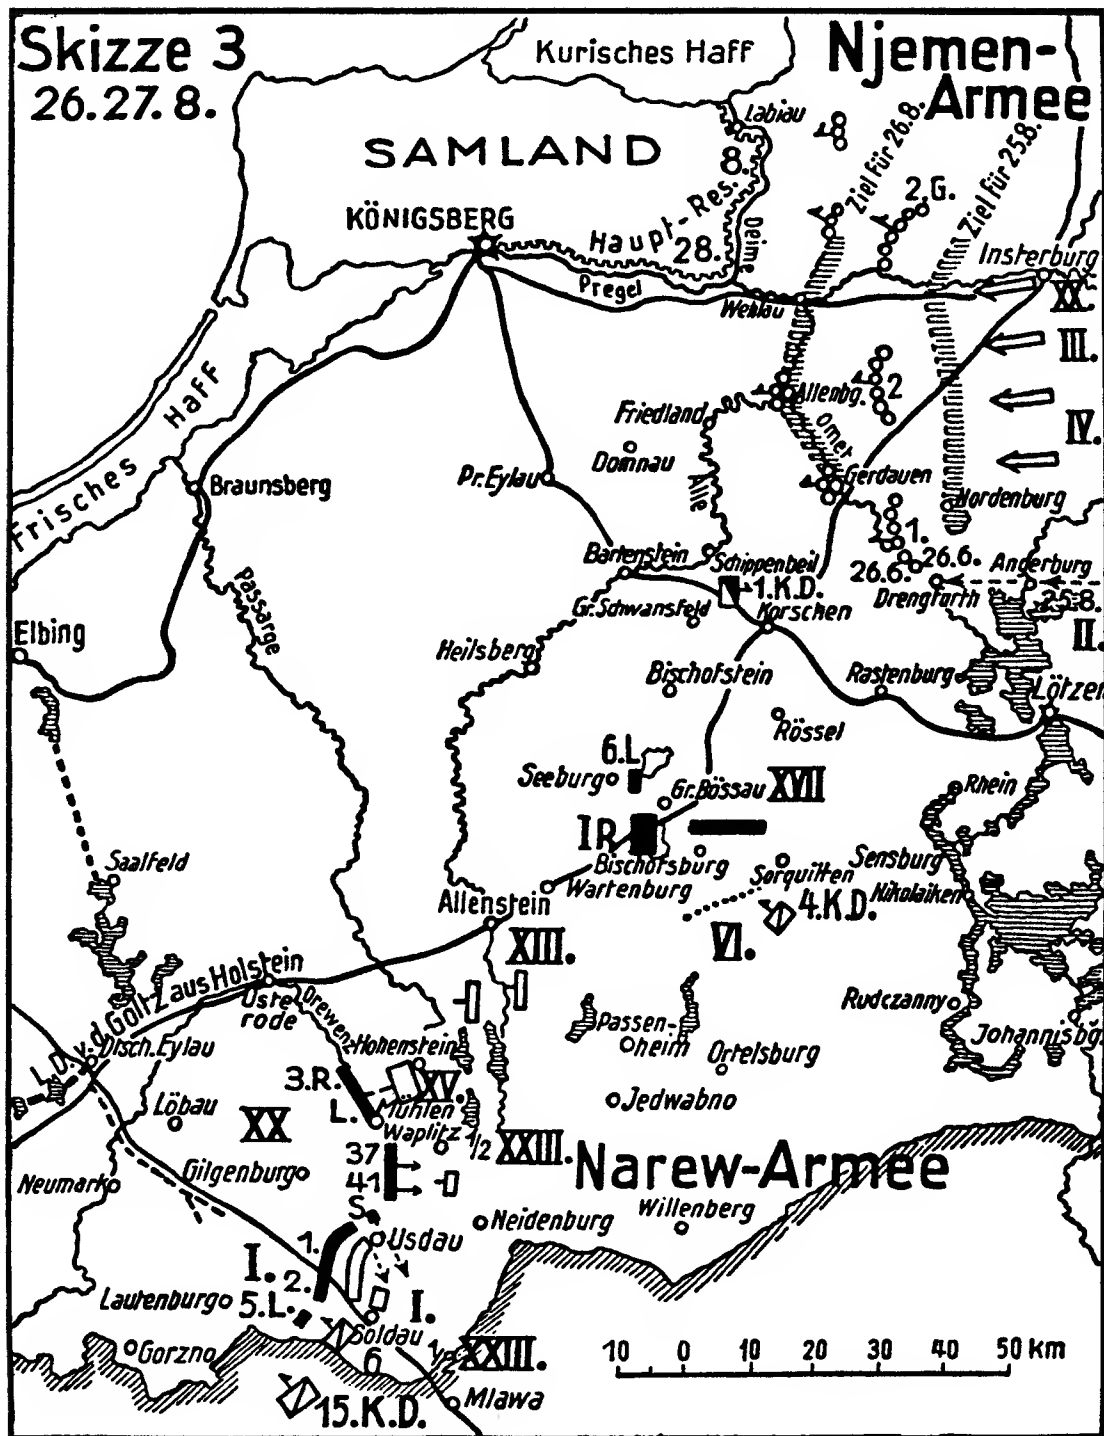 Skizze 3
26.27.8.
Kurisches Haff
Njemen-
Armee
Labiau
SAMLAND
8.
Haupt-Res.
28.
Deime
Ziel für 26.8.
2.G.
Ziel für 25.8.
KÖNIGSBERG
Pregel
Wehlau
Insterburg
XX.
III.
Frisches Haff
Allenbg.
2
Friedland
Omet
IV.
Domnau
Alle
Gerdauen
Braunsberg
Pr. Eylau
Nordenburg
1.
Bartenstein
Schippenbeil
26.6.
26.6.
Angerburg
1.K.D.
Drengfurth
25.8.
Passarge
Gr. Schwansfeld
Korschen
II.
Elbing
Heilsberg
Bischofstein
Rastenburg
Lötzen
Rössel
6.L
Seeburg
Gr. Bössau
XVII
Rhein
I R
Bischofsburg
Saalfeld
Wartenburg
Sorquitten
Sensburg
Nikolaiken
4.K.D.
Allenstein
XIII.
VI.
L.D. v.d. Goltz aus Holstein
Oste
rode
Drewenz
Rudczanny
Passen-
heim
Johannisbg.
Dtsch. Eylau
Hohenstein
Ortelsburg
3.R.
XV.
L.
Mühlen
Jedwabno
Löbau
XX
Waplitz
1/2 XXIII.
37
41
Narew-Armee
Gilgenburg
Neumark
S.
Willenberg
Neidenburg
1.
Usdau
I.
2.
Lautenburg
5.L.
I.
Soldau
Gorzno
6
1/2 XXIII.
10 0 10 20 30 40 50 km
15.K.D.
Mlawa